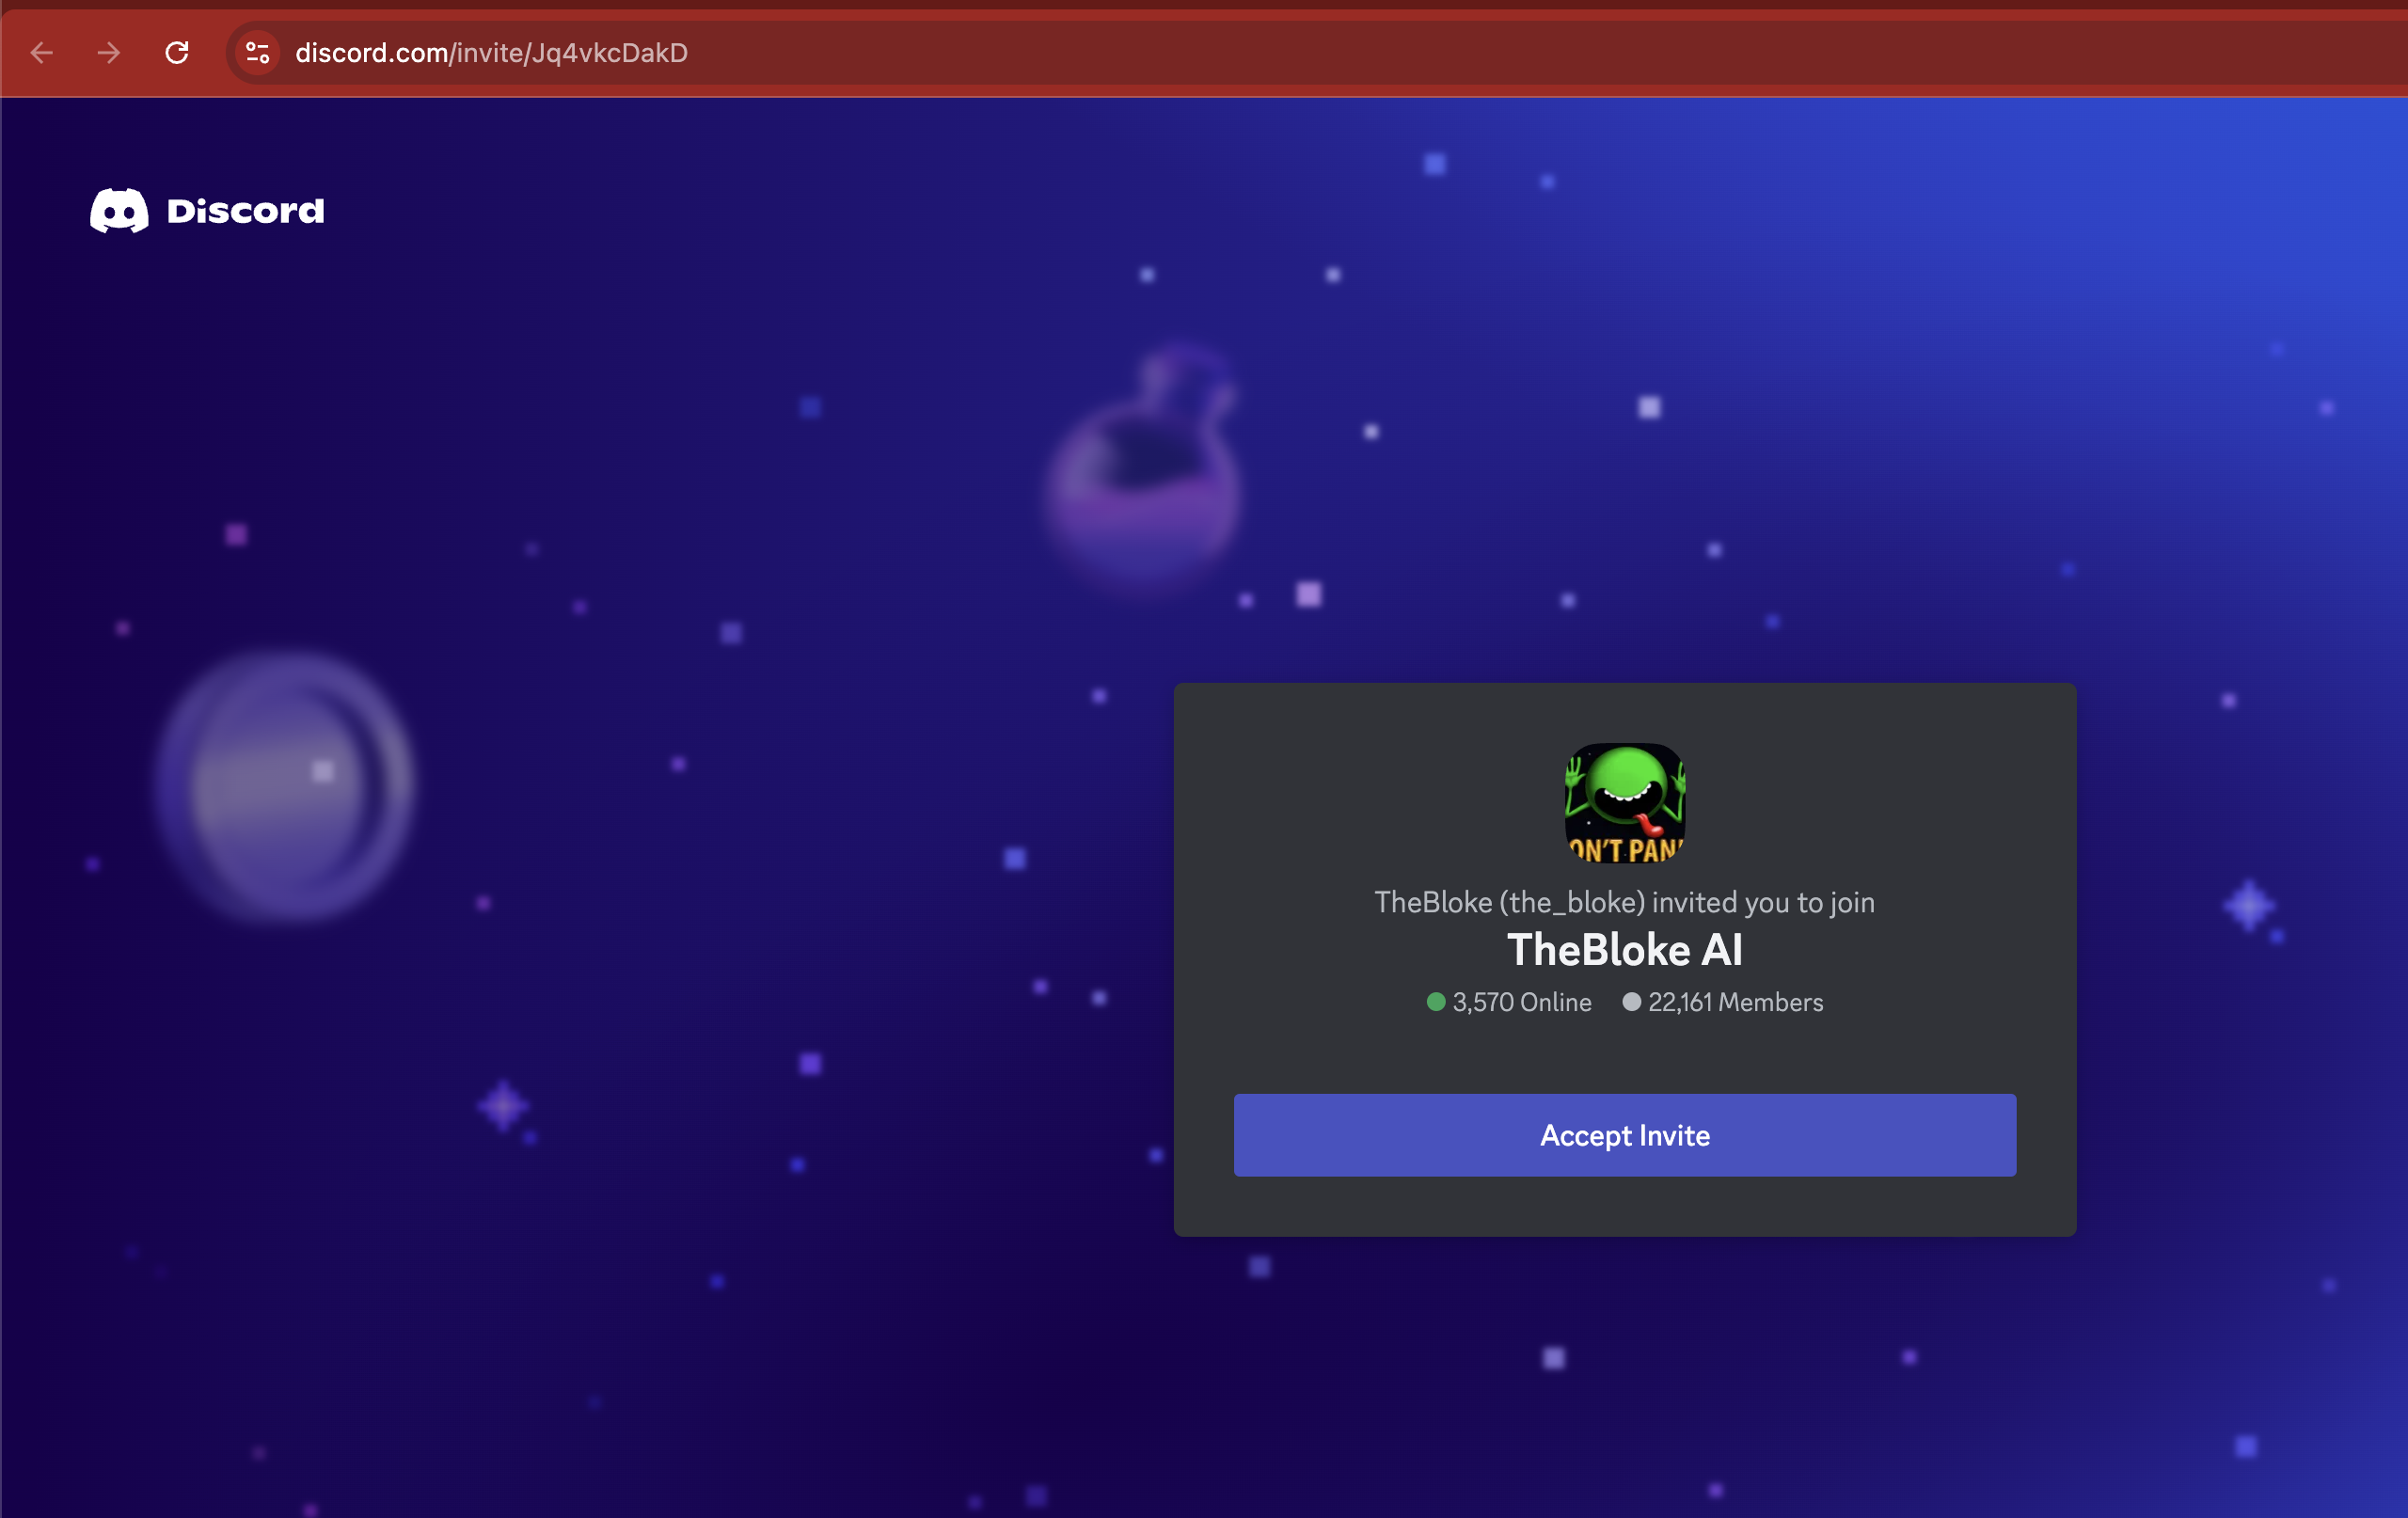 discord.com/invite/Jq4vkcDakD
Discord
ON'T PANI
TheBloke (the_bloke) invited you to join
TheBloke AI
3,570 Online 22,161 Members
Accept Invite